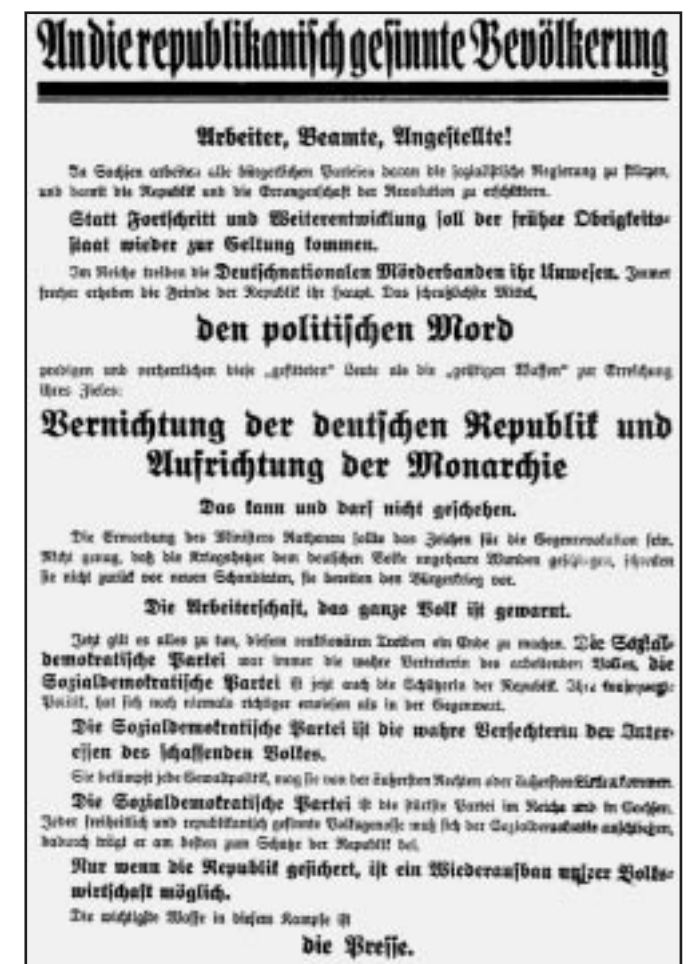 An die republikanisch gesinnte Bevölkerung
Arbeiter, Beamte, Angestellte!
In Sachsen arbeiten alle bürgerlichen Parteien daran die sozialistische Regierung zu stürzen,
und damit die Republik und die Errungenschaft der Revolution zu erschüttern.
Statt Fortschritt und Weiterentwicklung soll der früher Obrigkeits-
staat wieder zur Geltung kommen.
Im Reiche treiben die Deutschnationalen Mörderbanden ihr Unwesen. Immer
frecher erheben die Feinde der Republik ihr Haupt. Das scheußlichste Mittel,
den politischen Mord
predigen und verherrlichen diese „gesitteten" Leute als die „geistigen Waffen" zur Erreichung
ihres Zieles:
Vernichtung der deutschen Republik und
Aufrichtung der Monarchie
Das kann und darf nicht geschehen.
Die Ermordung des Ministers Rathenau sollte das Zeichen für die Gegenrevolution sein.
Nicht genug, daß die Kriegshetzer dem deutschen Volke ungeheure Wunden geschlagen, schrecken
sie nicht zurück vor neuen Schandtaten, sie bereiten den Bürgerkrieg vor.
Die Arbeiterschaft, das ganze Volk ist gewarnt.
Jetzt gilt es alles zu tun, diesem reaktionären Treiben ein Ende zu machen. Die Sozial-
demokratische Partei war immer die wahre Vertreterin des arbeitenden Volkes, die
Sozialdemokratische Partei ist jetzt auch die Schützerin der Republik. Ihre
Politik, hat sich noch niemals richtiger erwiesen als in der Gegenwart.
Die Sozialdemokratische Partei ist die wahre Verfechterin der Inter-
essen des schaffenden Volkes.
Sie bekämpft jede Gewaltpolitik, mag sie von der äußersten Rechten oder äußersten Linken kommen.
Die Sozialdemokratische Partei ist die stärkste Partei im Reiche und in Sachsen.
Jeder freiheitlich und republikanisch gesinnte Volksgenosse muß sich der Sozialdemokratie anschließen,
dadurch trägt er am besten zum Schutze der Republik bei.
Nur wenn die Republik gesichert, ist ein Wiederaufbau unsrer Volks-
wirtschaft möglich.
Die wichtigste Waffe in diesem Kampfe ist
die Presse.